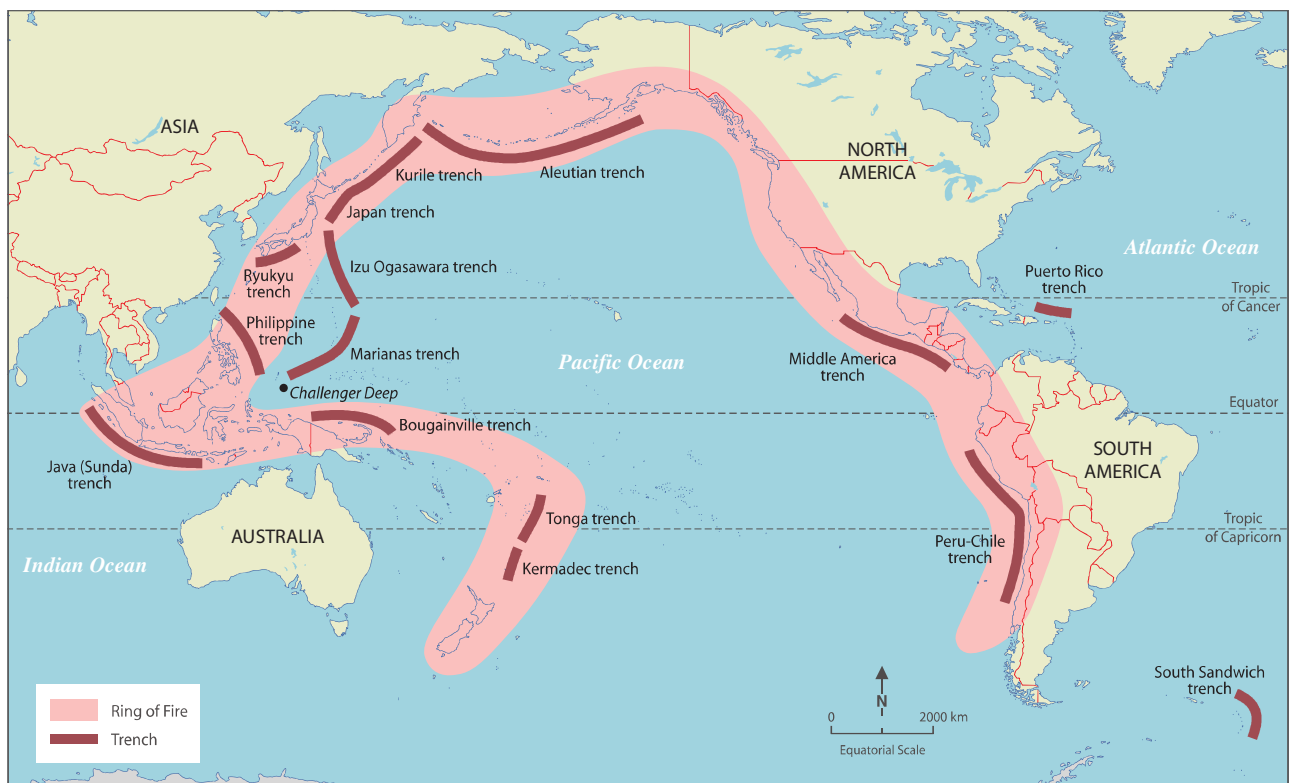 ASIA
NORTH
AMERICA
Kurile trench
Aleutian trench
Japan trench
Atlantic Ocean
Izu Ogasawara trench
Ryukyu
trench
Puerto Rico
trench
Tropic
of Cancer
Philippine
trench
Marianas trench
Pacific Ocean
Middle America
trench
Challenger Deep
Equator
Bougainville trench
Java (Sunda)
trench
SOUTH
AMERICA
Tonga trench
AUSTRALIA
Tropic
of Capricorn
Peru-Chile
trench
Indian Ocean
Kermadec trench
South Sandwich
trench
N
0 2000 km
Equatorial Scale
Ring of Fire
Trench